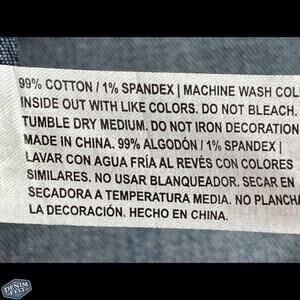 99% COTTON / 1% SPANDEX | MACHINE WASH COL
INSIDE OUT WITH LIKE COLORS. DO NOT BLEACH.
TUMBLE DRY MEDIUM. DO NOT IRON DECORATION
MADE IN CHINA. 99% ALGODÓN / 1% SPANDEX |
LAVAR CON AGUA FRÍA AL REVÉS CON COLORES
SIMILARES. NO USAR BLANQUEADOR. SECAR EN
SECADORA A TEMPERATURA MEDIA. NO PLANCHA
LA DECORACIÓN. HECHO EN CHINA.
DENIM
FELT